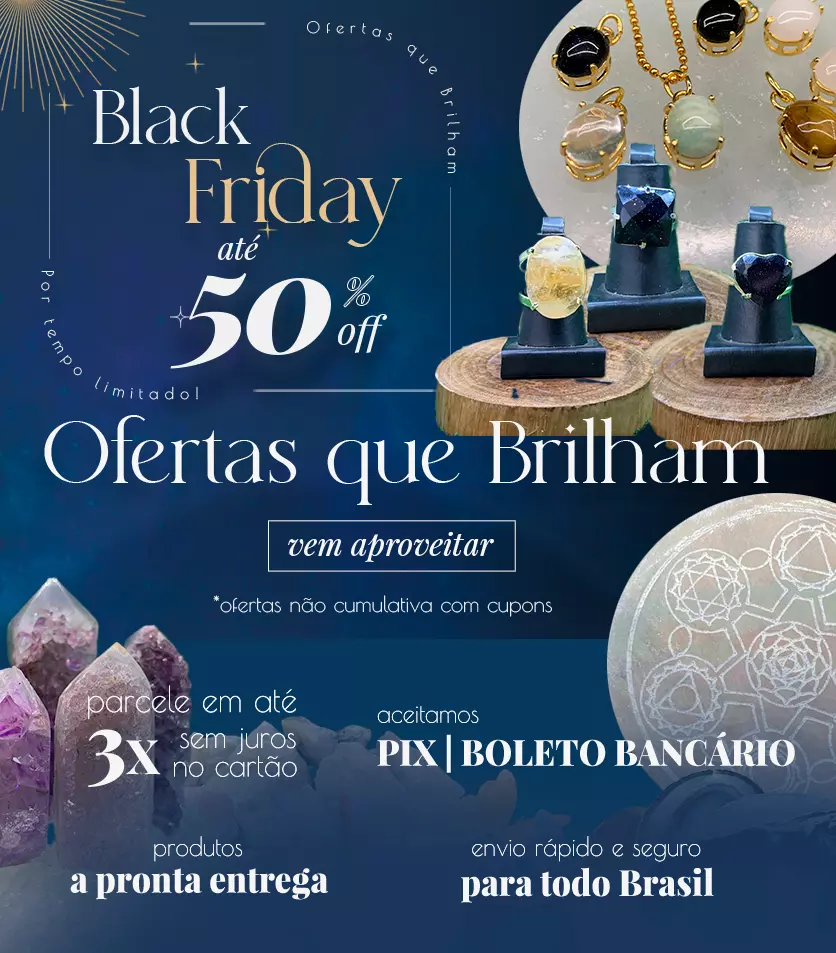 Ofertas que Brilham
Black
Friday
até
50% off
Por tempo limitado!
Ofertas que Brilham
vem aproveitar
*ofertas não cumulativa com cupons
parcele em até
3x sem juros
no cartão
aceitamos
PIX | BOLETO BANCÁRIO
produtos
a pronta entrega
envio rápido e seguro
para todo Brasil